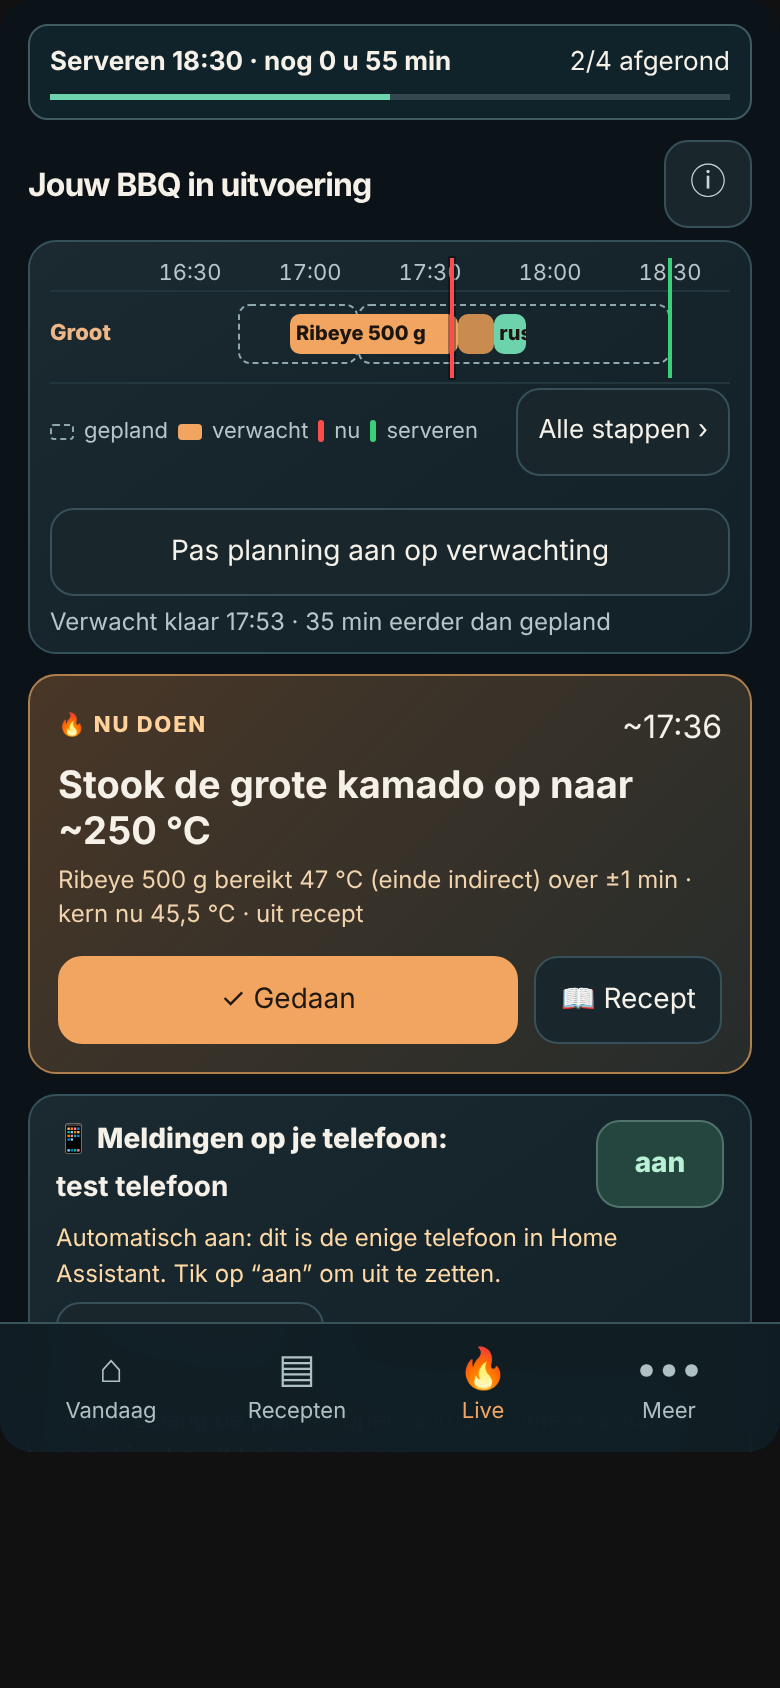 Serveren 18:30 · nog 0 u 55 min
2/4 afgerond
Jouw BBQ in uitvoering
16:30 17:00 17:30 18:00 18:30
Groot
Ribeye 500 g
rus
gepland verwacht nu serveren
Alle stappen ›
Pas planning aan op verwachting
Verwacht klaar 17:53 · 35 min eerder dan gepland
🔥 NU DOEN
~17:36
Stook de grote kamado op naar
~250 °C
Ribeye 500 g bereikt 47 °C (einde indirect) over ±1 min ·
kern nu 45,5 °C · uit recept
✓ Gedaan
📖 Recept
📱 Meldingen op je telefoon:
test telefoon
aan
Automatisch aan: dit is de enige telefoon in Home
Assistant. Tik op “aan” om uit te zetten.
Vandaag
Recepten
Live
Meer